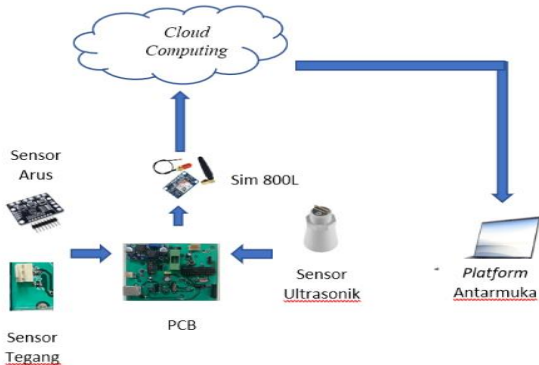 Cloud
Computing
Sensor
Arus
Sim 800L
Sensor
Tegang
PCB
Sensor
Ultrasonik
Platform
Antarmuka